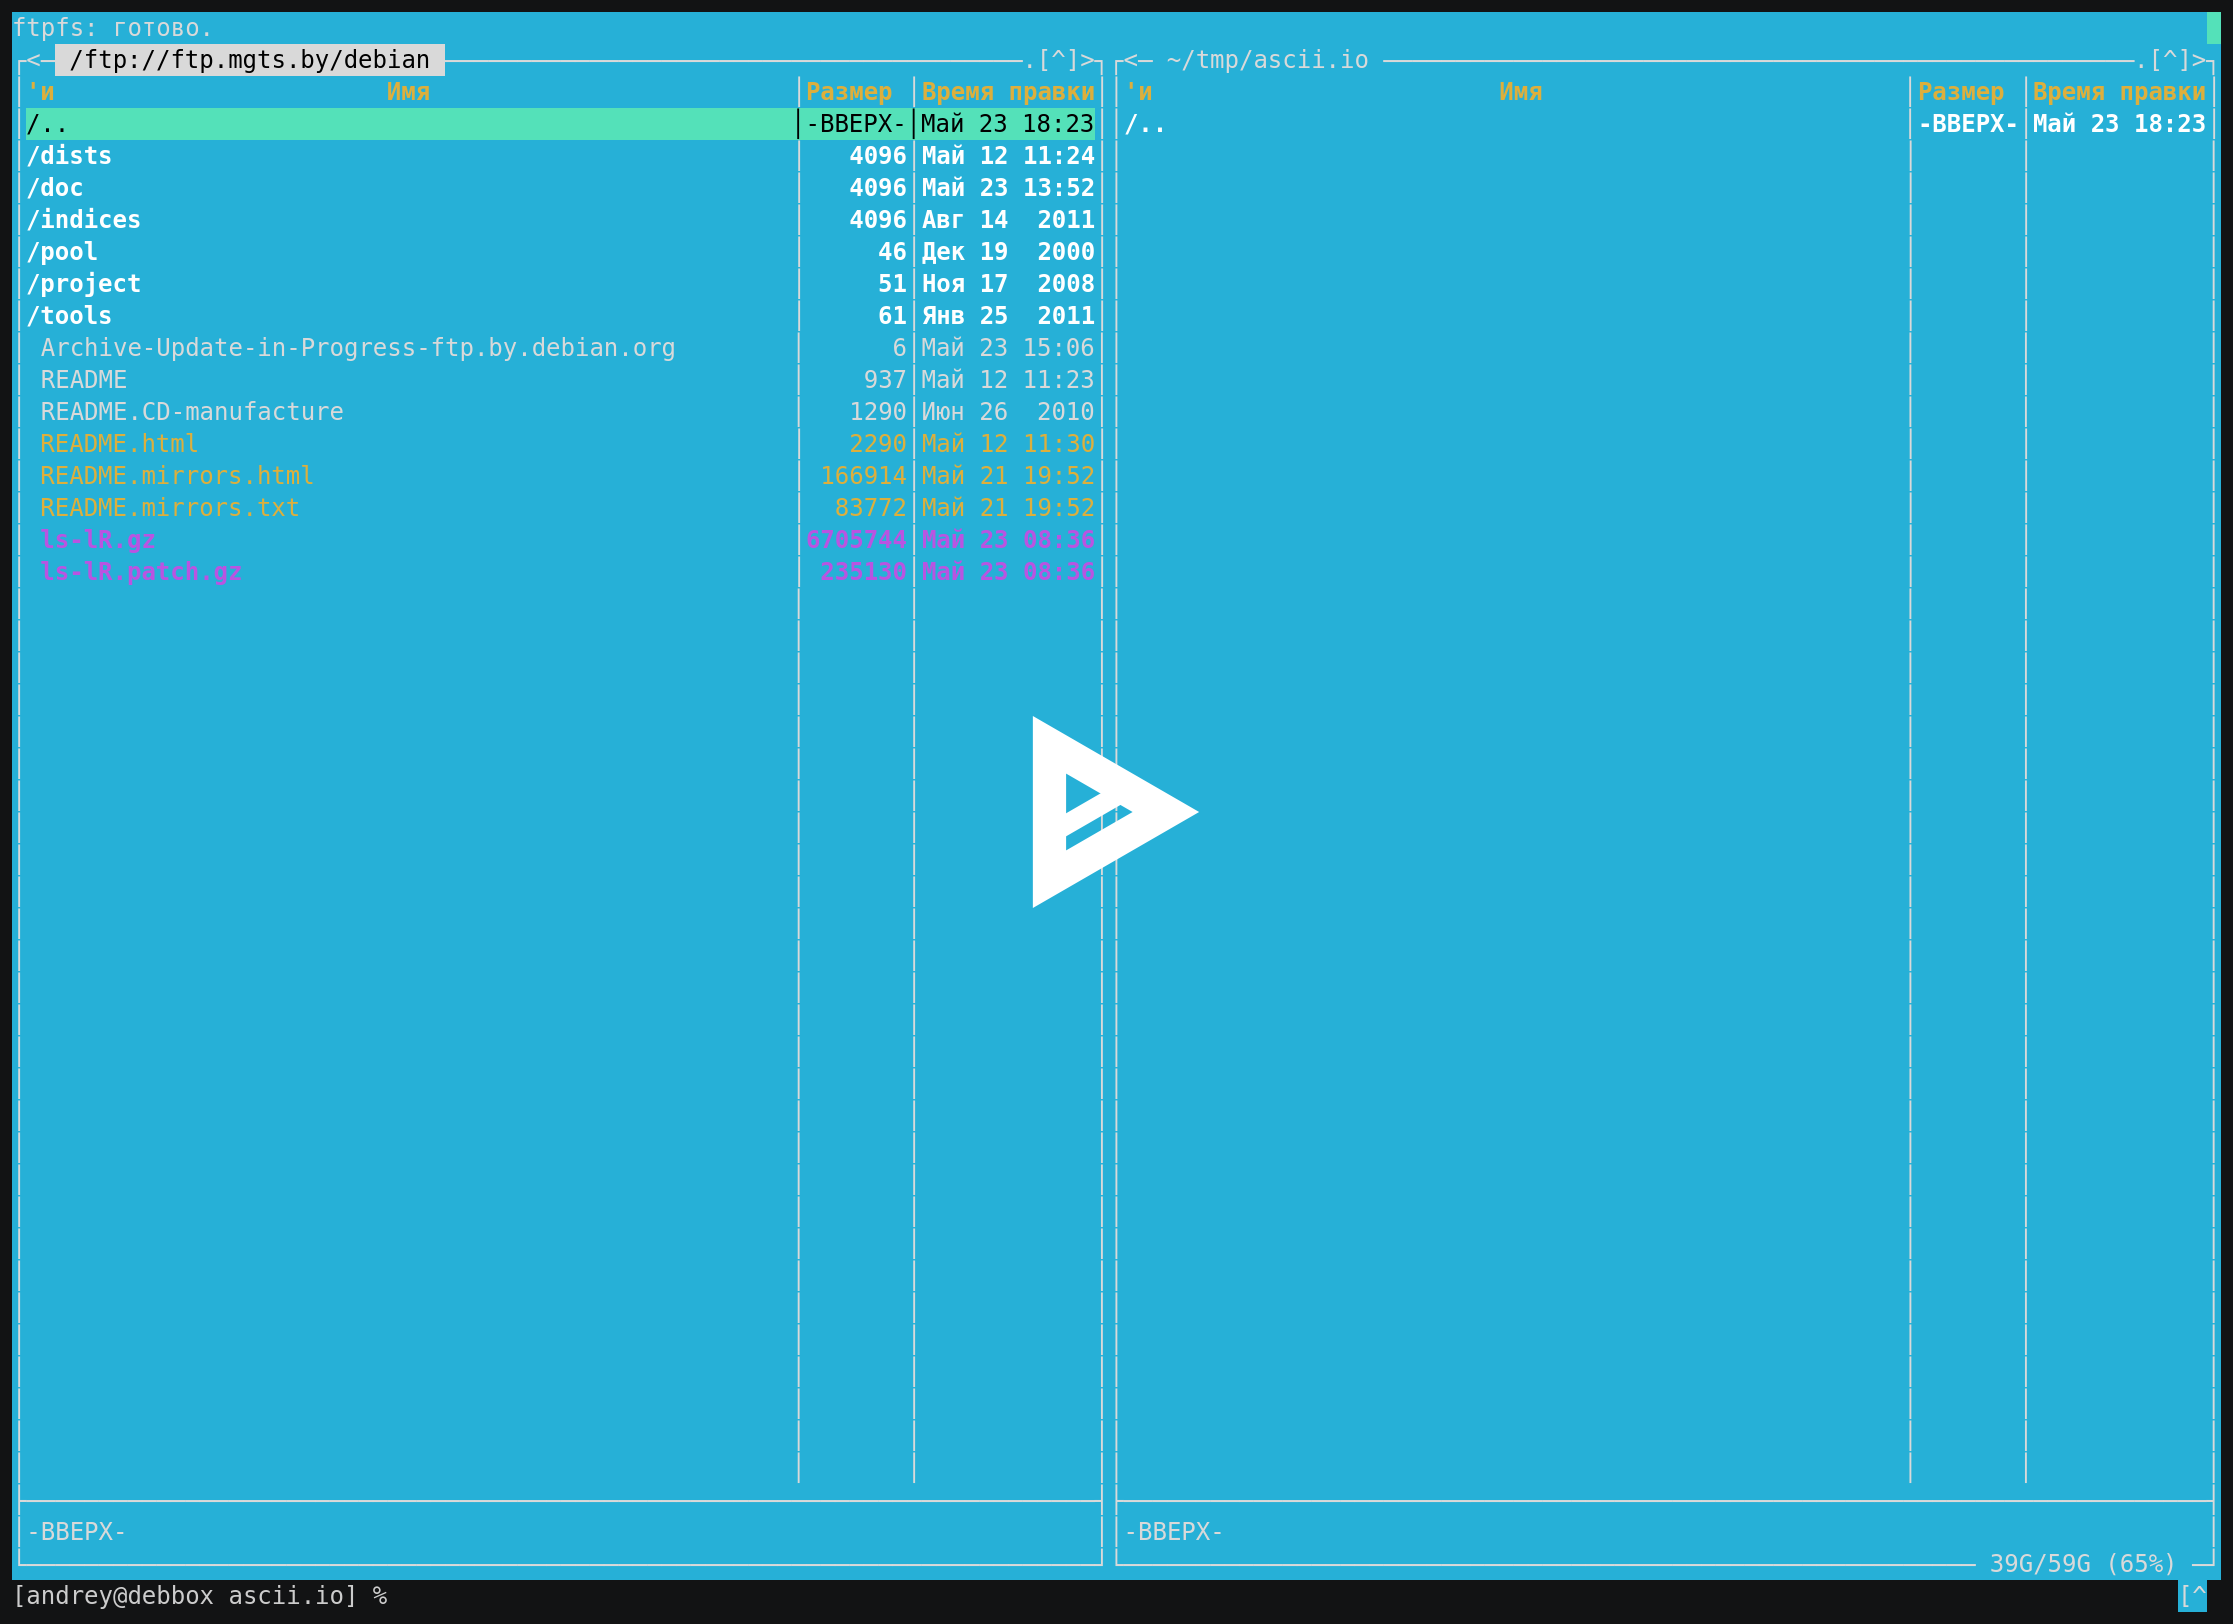 ftpfs: готово.
<─ /ftp://ftp.mgts.by/debian ─.[^]> <─ ~/tmp/ascii.io ─.[^]>
'и Имя │Размер │Время правки 'и Имя │Размер │Время правки
/.. │-ВВЕРХ-│Май 23 18:23 /.. │-ВВЕРХ-│Май 23 18:23
/dists │ 4096│Май 12 11:24
/doc │ 4096│Май 23 13:52
/indices │ 4096│Авг 14 2011
/pool │ 46│Дек 19 2000
/project │ 51│Ноя 17 2008
/tools │ 61│Янв 25 2011
Archive-Update-in-Progress-ftp.by.debian.org │ 6│Май 23 15:06
README │ 937│Май 12 11:23
README.CD-manufacture │ 1290│Июн 26 2010
README.html │ 2290│Май 12 11:30
README.mirrors.html │ 166914│Май 21 19:52
README.mirrors.txt │ 83772│Май 21 19:52
ls-lR.gz │6705744│Май 23 08:36
ls-lR.patch.gz │ 235130│Май 23 08:36
-ВВЕРХ- -ВВЕРХ-
39G/59G (65%)
[andrey@debbox ascii.io] % [^